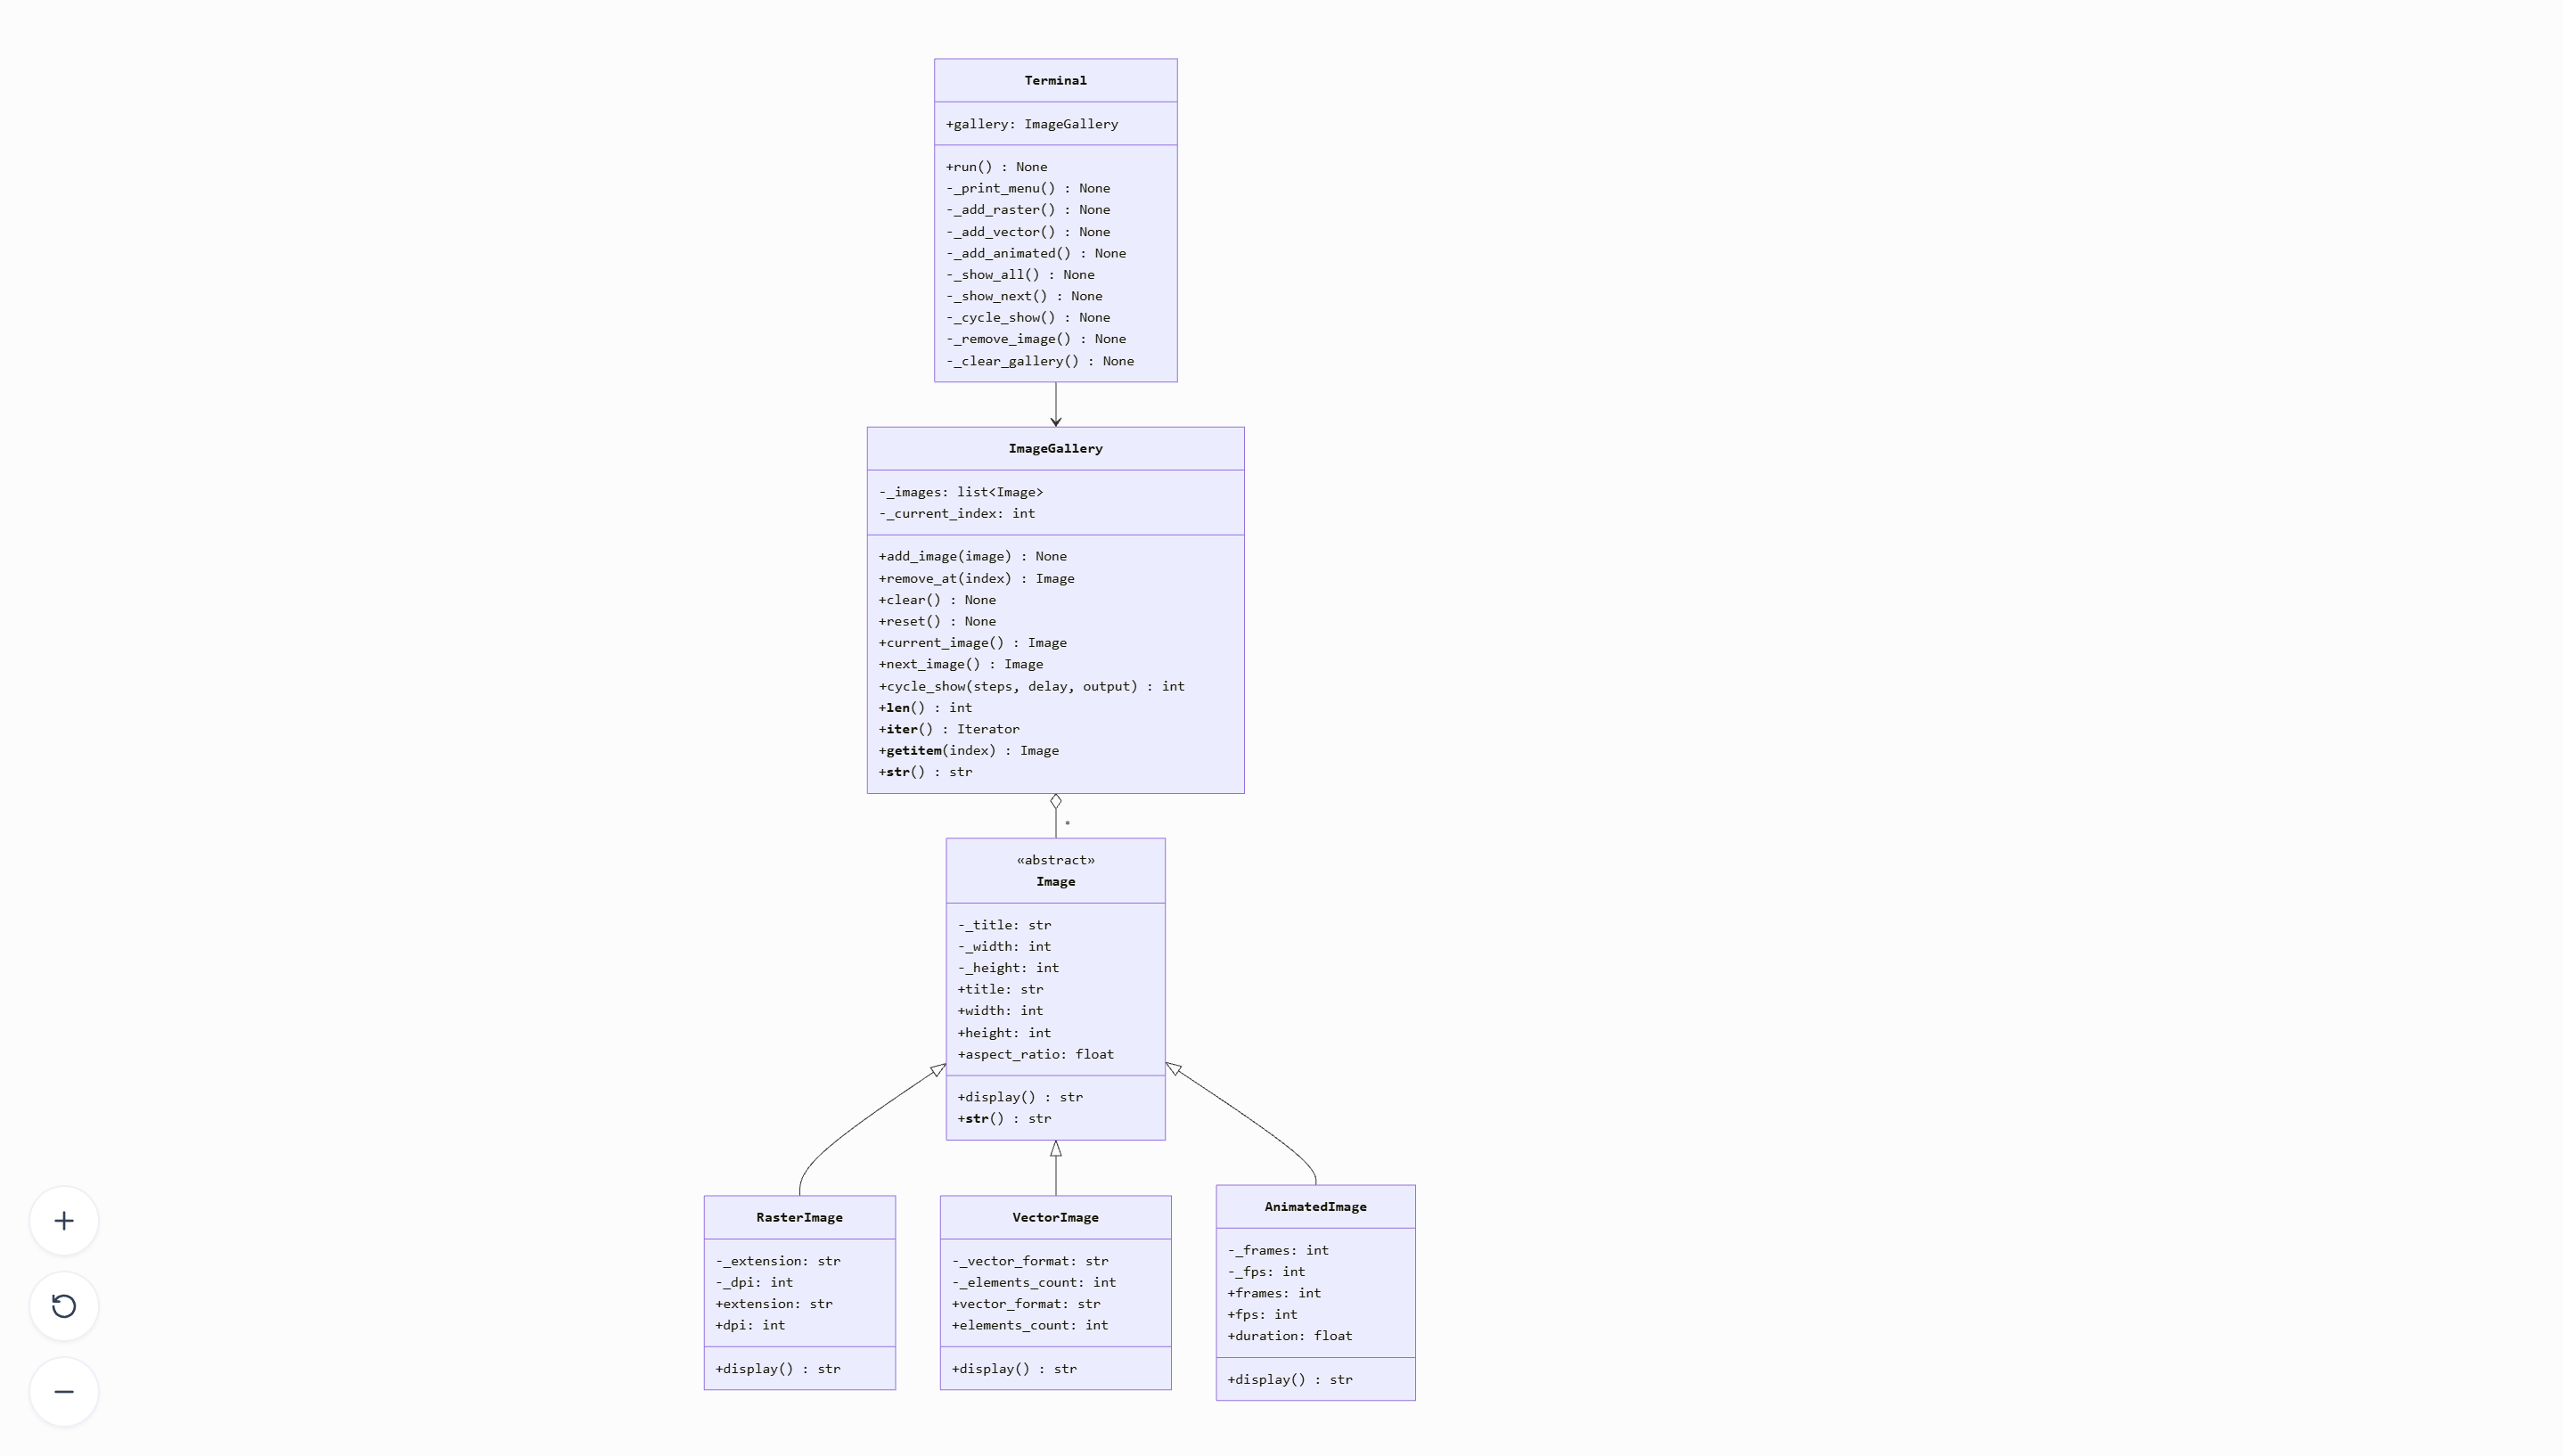 Terminal
+gallery: ImageGallery
+run() : None
-_print_menu() : None
-_add_raster() : None
-_add_vector() : None
-_add_animated() : None
-_show_all() : None
-_show_next() : None
-_cycle_show() : None
-_remove_image() : None
-_clear_gallery() : None
ImageGallery
-_images: list<Image>
-_current_index: int
+add_image(image) : None
+remove_at(index) : Image
+clear() : None
+reset() : None
+current_image() : Image
+next_image() : Image
+cycle_show(steps, delay, output) : int
+len() : int
+iter() : Iterator
+getitem(index) : Image
+str() : str
*
«abstract»
Image
-_title: str
-_width: int
-_height: int
+title: str
+width: int
+height: int
+aspect_ratio: float
+display() : str
+str() : str
RasterImage
-_extension: str
-_dpi: int
+extension: str
+dpi: int
+display() : str
VectorImage
-_vector_format: str
-_elements_count: int
+vector_format: str
+elements_count: int
+display() : str
AnimatedImage
-_frames: int
-_fps: int
+frames: int
+fps: int
+duration: float
+display() : str